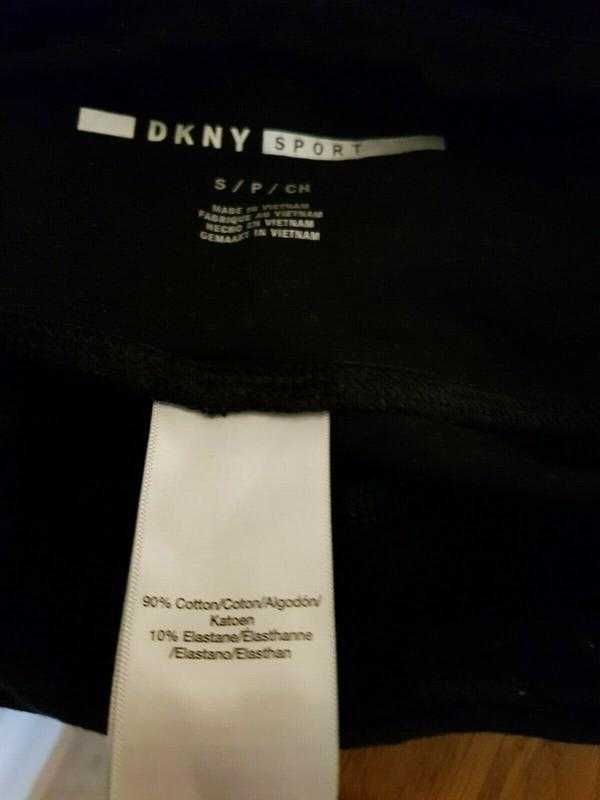 DKNY SPORT
S / P / CH
MADE IN VIETNAM
FABRIQUÉ AU VIETNAM
HECHO EN VIETNAM
GEMAAKT IN VIETNAM
90% Cotton/Coton/Algodón/
Katoen
10% Elastane/Élasthanne
/Elastano/Elasthan